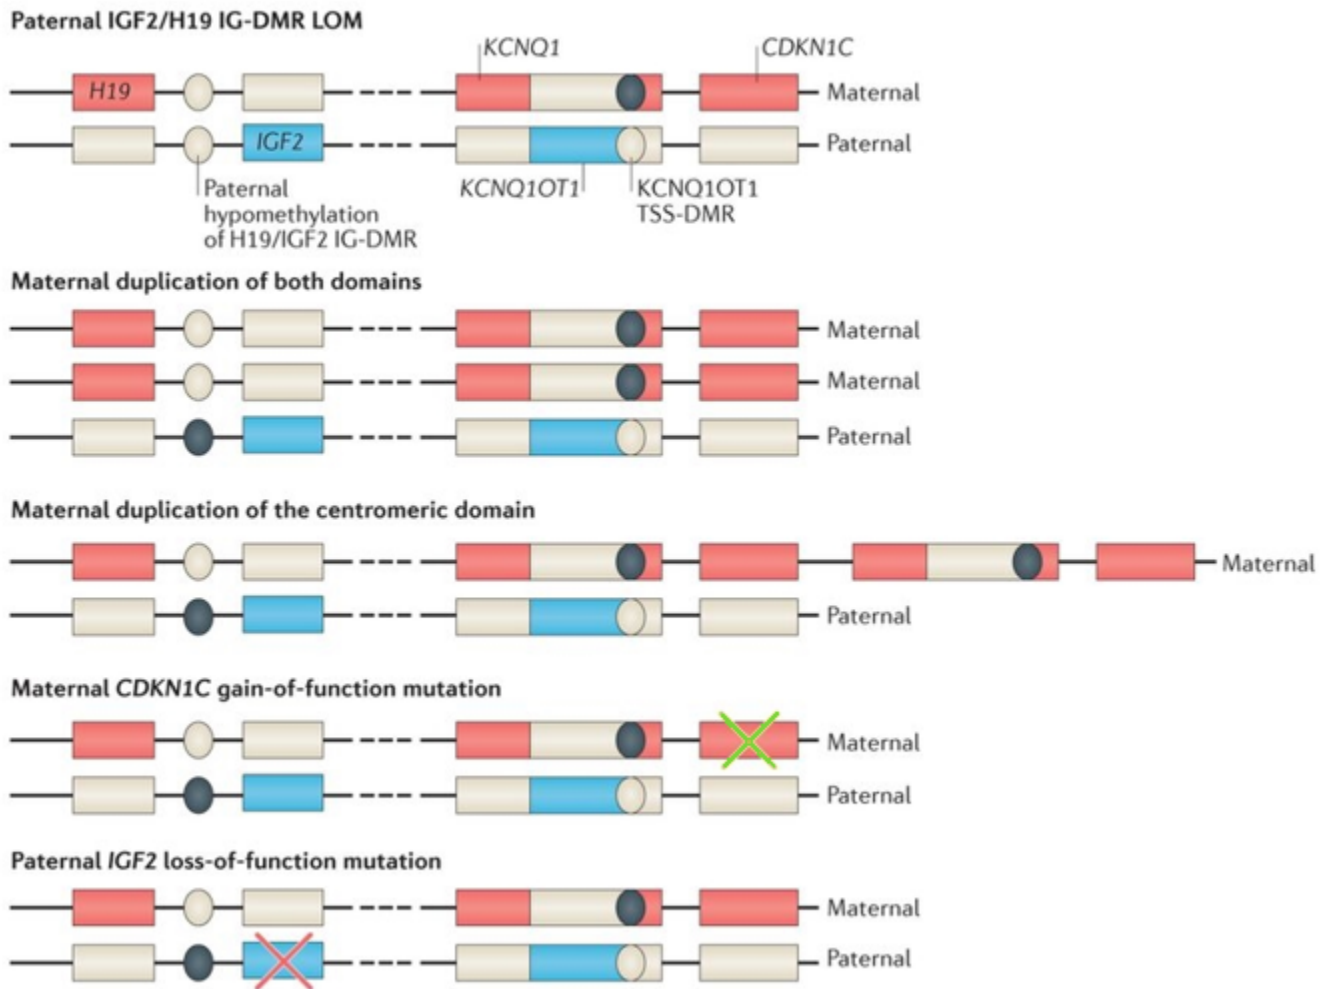 Paternal IGF2/H19 IG-DMR LOM
KCNQ1
CDKN1C
H19
Maternal
IGF2
Paternal
Paternal
hypomethylation
of H19/IGF2 IG-DMR
KCNQ1OT1
KCNQ1OT1
TSS-DMR
Maternal duplication of both domains
Maternal
Maternal
Paternal
Maternal duplication of the centromeric domain
Maternal
Paternal
Maternal CDKN1C gain-of-function mutation
Maternal
Paternal
Paternal IGF2 loss-of-function mutation
Maternal
Paternal